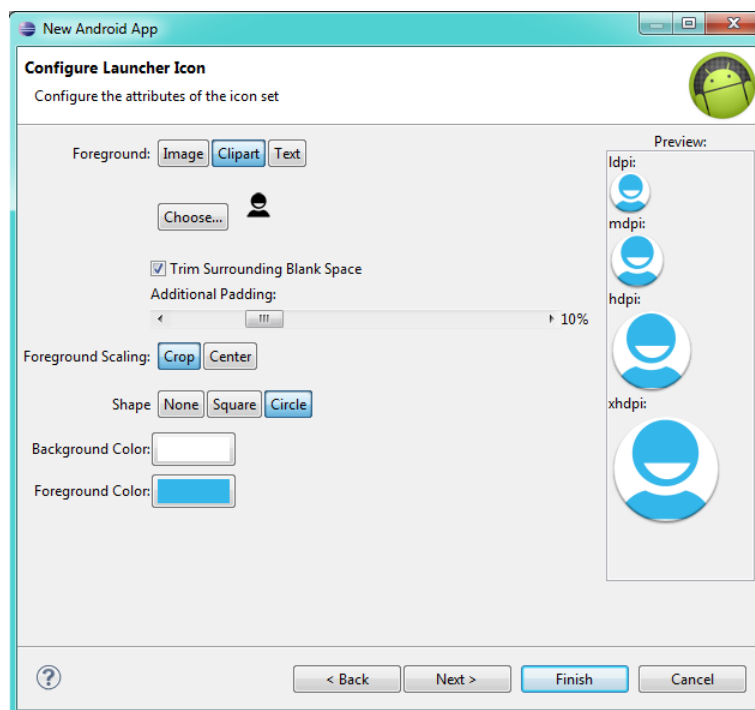 New Android App
Configure Launcher Icon
Configure the attributes of the icon set
Foreground: Image Clipart Text
Choose...
Trim Surrounding Blank Space
Additional Padding:
10%
Foreground Scaling: Crop Center
Shape None Square Circle
Background Color:
Foreground Color:
Preview:
ldpi:
mdpi:
hdpi:
xhdpi:
< Back Next > Finish Cancel